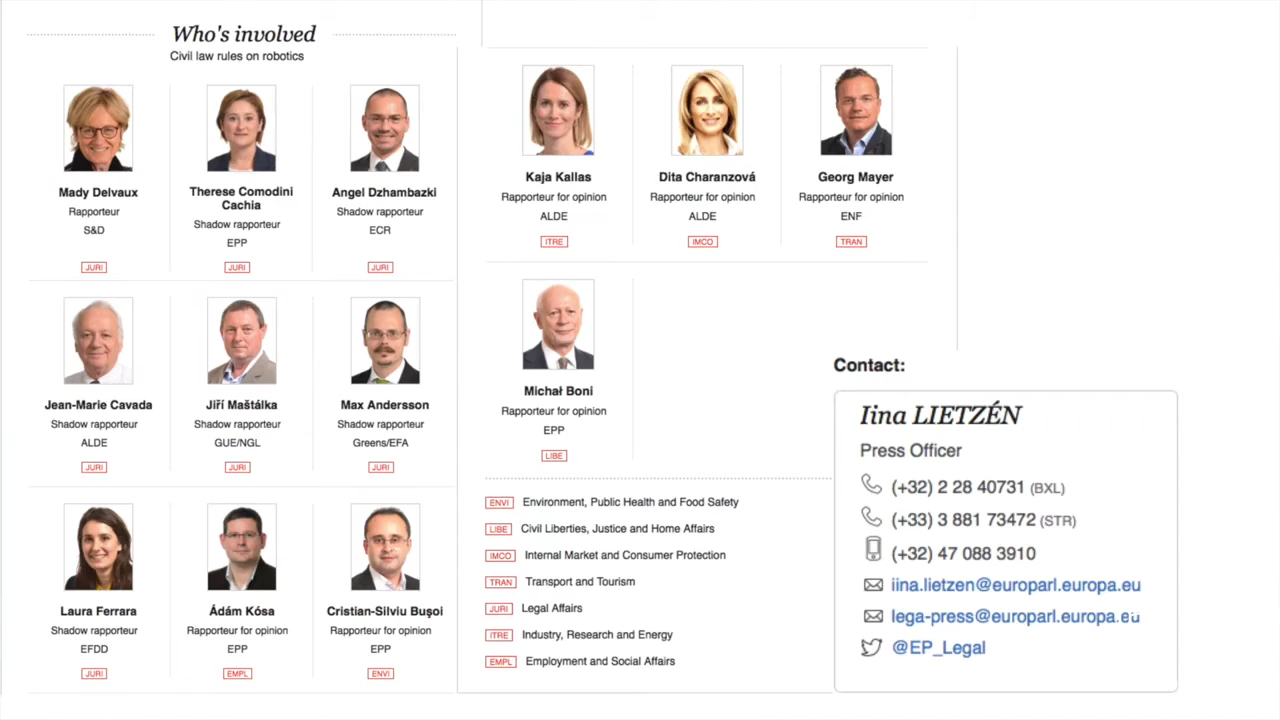 Who's involved
Civil law rules on robotics
Mady Delvaux
Rapporteur
S&D
JURI
Therese Comodini
Cachia
Shadow rapporteur
EPP
JURI
Angel Dzhambazki
Shadow rapporteur
ECR
JURI
Jean-Marie Cavada
Shadow rapporteur
ALDE
JURI
Jiří Maštálka
Shadow rapporteur
GUE/NGL
JURI
Max Andersson
Shadow rapporteur
Greens/EFA
JURI
Laura Ferrara
Shadow rapporteur
EFDD
JURI
Ádám Kósa
Rapporteur for opinion
EPP
EMPL
Cristian-Silviu Buşoi
Rapporteur for opinion
EPP
ENVI
Kaja Kallas
Rapporteur for opinion
ALDE
ITRE
Dita Charanzová
Rapporteur for opinion
ALDE
IMCO
Georg Mayer
Rapporteur for opinion
ENF
TRAN
Michał Boni
Rapporteur for opinion
EPP
LIBE
ENVI Environment, Public Health and Food Safety
LIBE Civil Liberties, Justice and Home Affairs
IMCO Internal Market and Consumer Protection
TRAN Transport and Tourism
JURI Legal Affairs
ITRE Industry, Research and Energy
EMPL Employment and Social Affairs
Contact:
Iina LIETZÉN
Press Officer
(+32) 2 28 40731 (BXL)
(+33) 3 881 73472 (STR)
(+32) 47 088 3910
iina.lietzen@europarl.europa.eu
lega-press@europarl.europa.eu
@EP_Legal